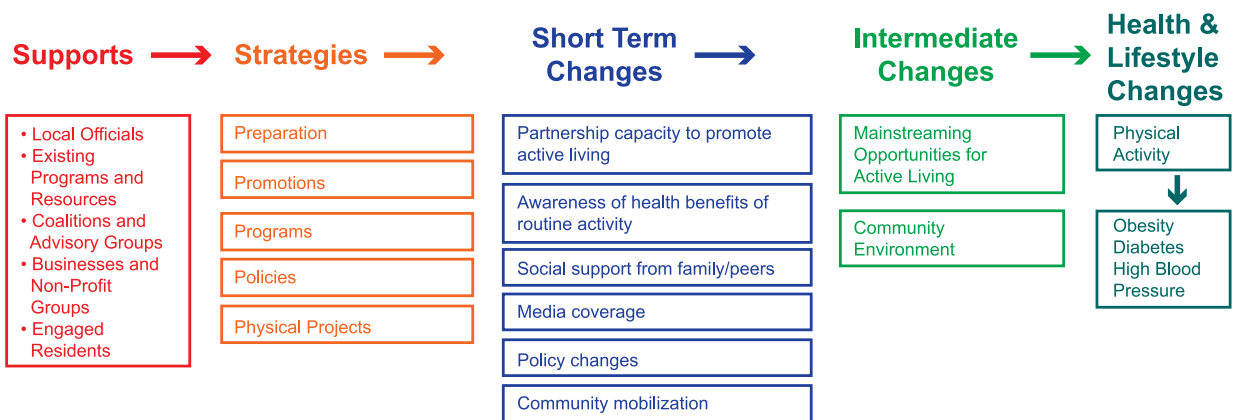 Supports
Strategies
Short Term
Changes
Intermediate
Changes
Health &
Lifestyle
Changes
• Local Officials
• Existing
Programs and
Resources
• Coalitions and
Advisory Groups
• Businesses and
Non-Profit
Groups
• Engaged
Residents
Preparation
Promotions
Programs
Policies
Physical Projects
Partnership capacity to promote
active living
Awareness of health benefits of
routine activity
Social support from family/peers
Media coverage
Policy changes
Community mobilization
Mainstreaming
Opportunities for
Active Living
Community
Environment
Physical
Activity
Obesity
Diabetes
High Blood
Pressure